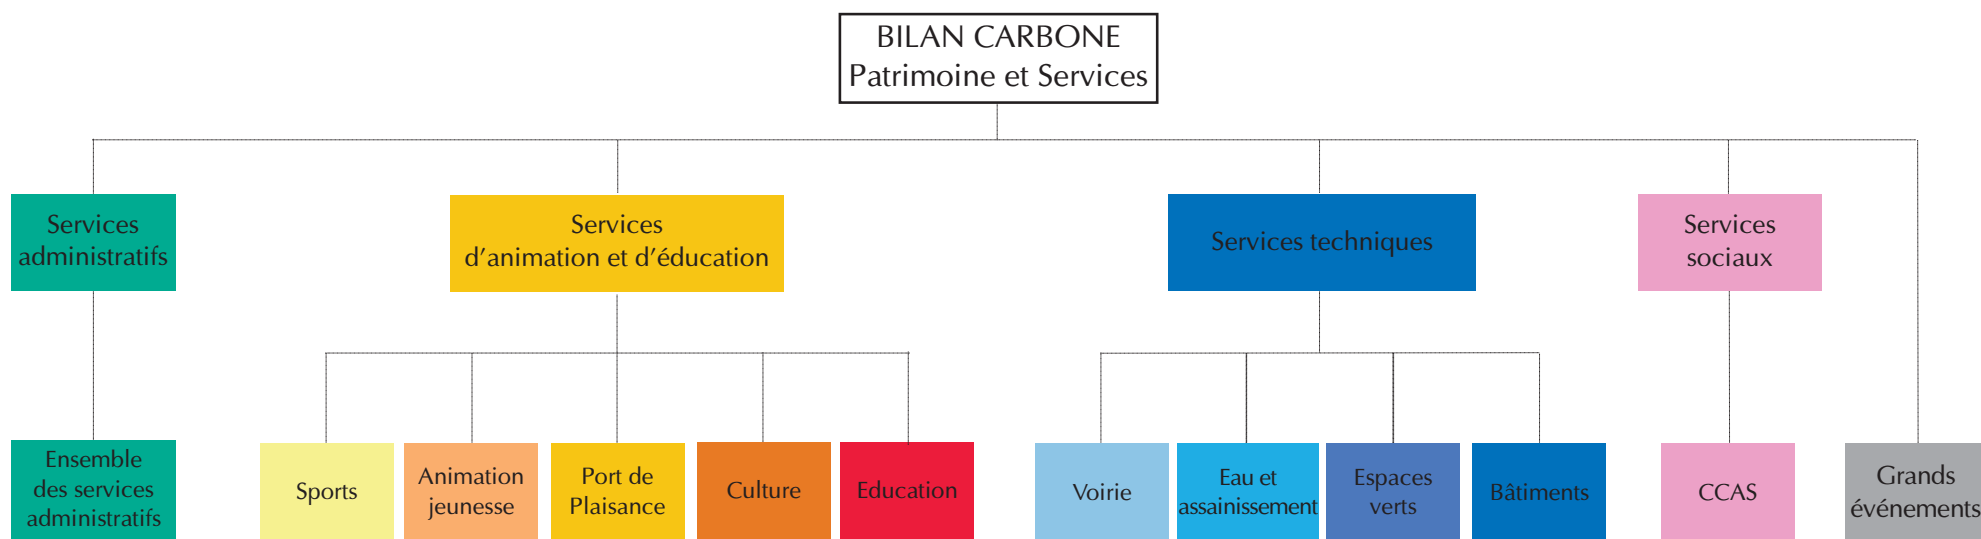 BILAN CARBONE
Patrimoine et Services
Services
administratifs
Services
d’animation et d’éducation
Services techniques
Services
sociaux
Ensemble
des services
administratifs
Sports
Animation
jeunesse
Port de
Plaisance
Culture
Education
Voirie
Eau et
assainissement
Espaces
verts
Bâtiments
CCAS
Grands
événements